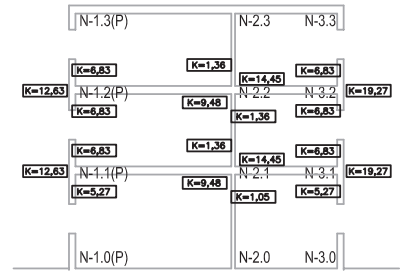 N-1.3(P) N-2.3 N-3.3
K=6,83 K=1,36 K=6,83
K=14,45
K=12,63 N-1.2(P) N-2.2 N-3.2 K=19,27
K=9,48
K=6,83 K=1,36 K=6,83
K=6,83 K=1,36 K=6,83
K=14,45
K=12,63 N-1.1(P) N-2.1 N-3.1 K=19,27
K=9,48
K=5,27 K=1,05 K=5,27
N-1.0(P) N-2.0 N-3.0